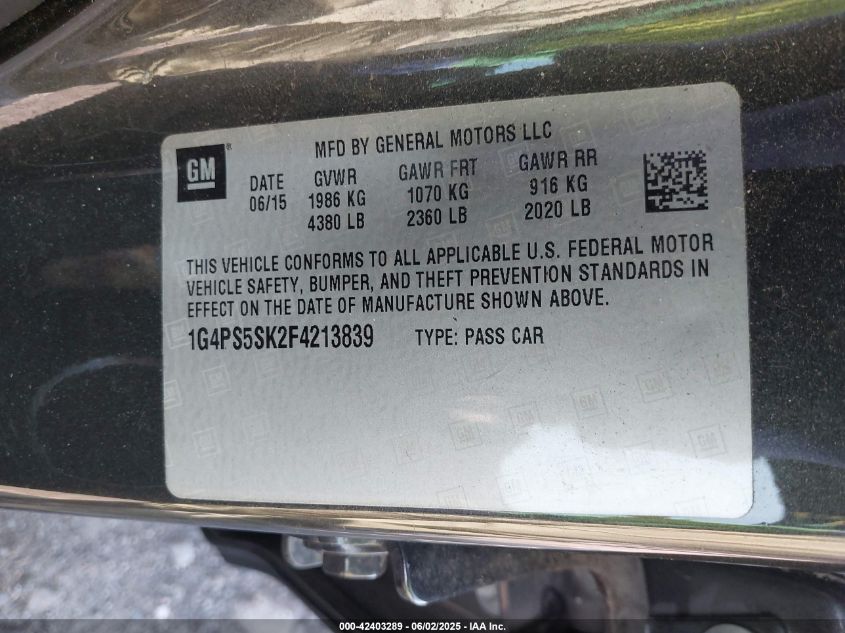 GM ® MFD BY GENERAL MOTORS LLC
DATE GVWR GAWR FRT GAWR RR
06/15 1986 KG 1070 KG 916 KG
4380 LB 2360 LB 2020 LB
THIS VEHICLE CONFORMS TO ALL APPLICABLE U.S. FEDERAL MOTOR
VEHICLE SAFETY, BUMPER, AND THEFT PREVENTION STANDARDS IN
EFFECT ON THE DATE OF MANUFACTURE SHOWN ABOVE.
1G4PS5SK2F4213839 TYPE: PASS CAR
000-42403289 - 06/02/2025 - IAA Inc.